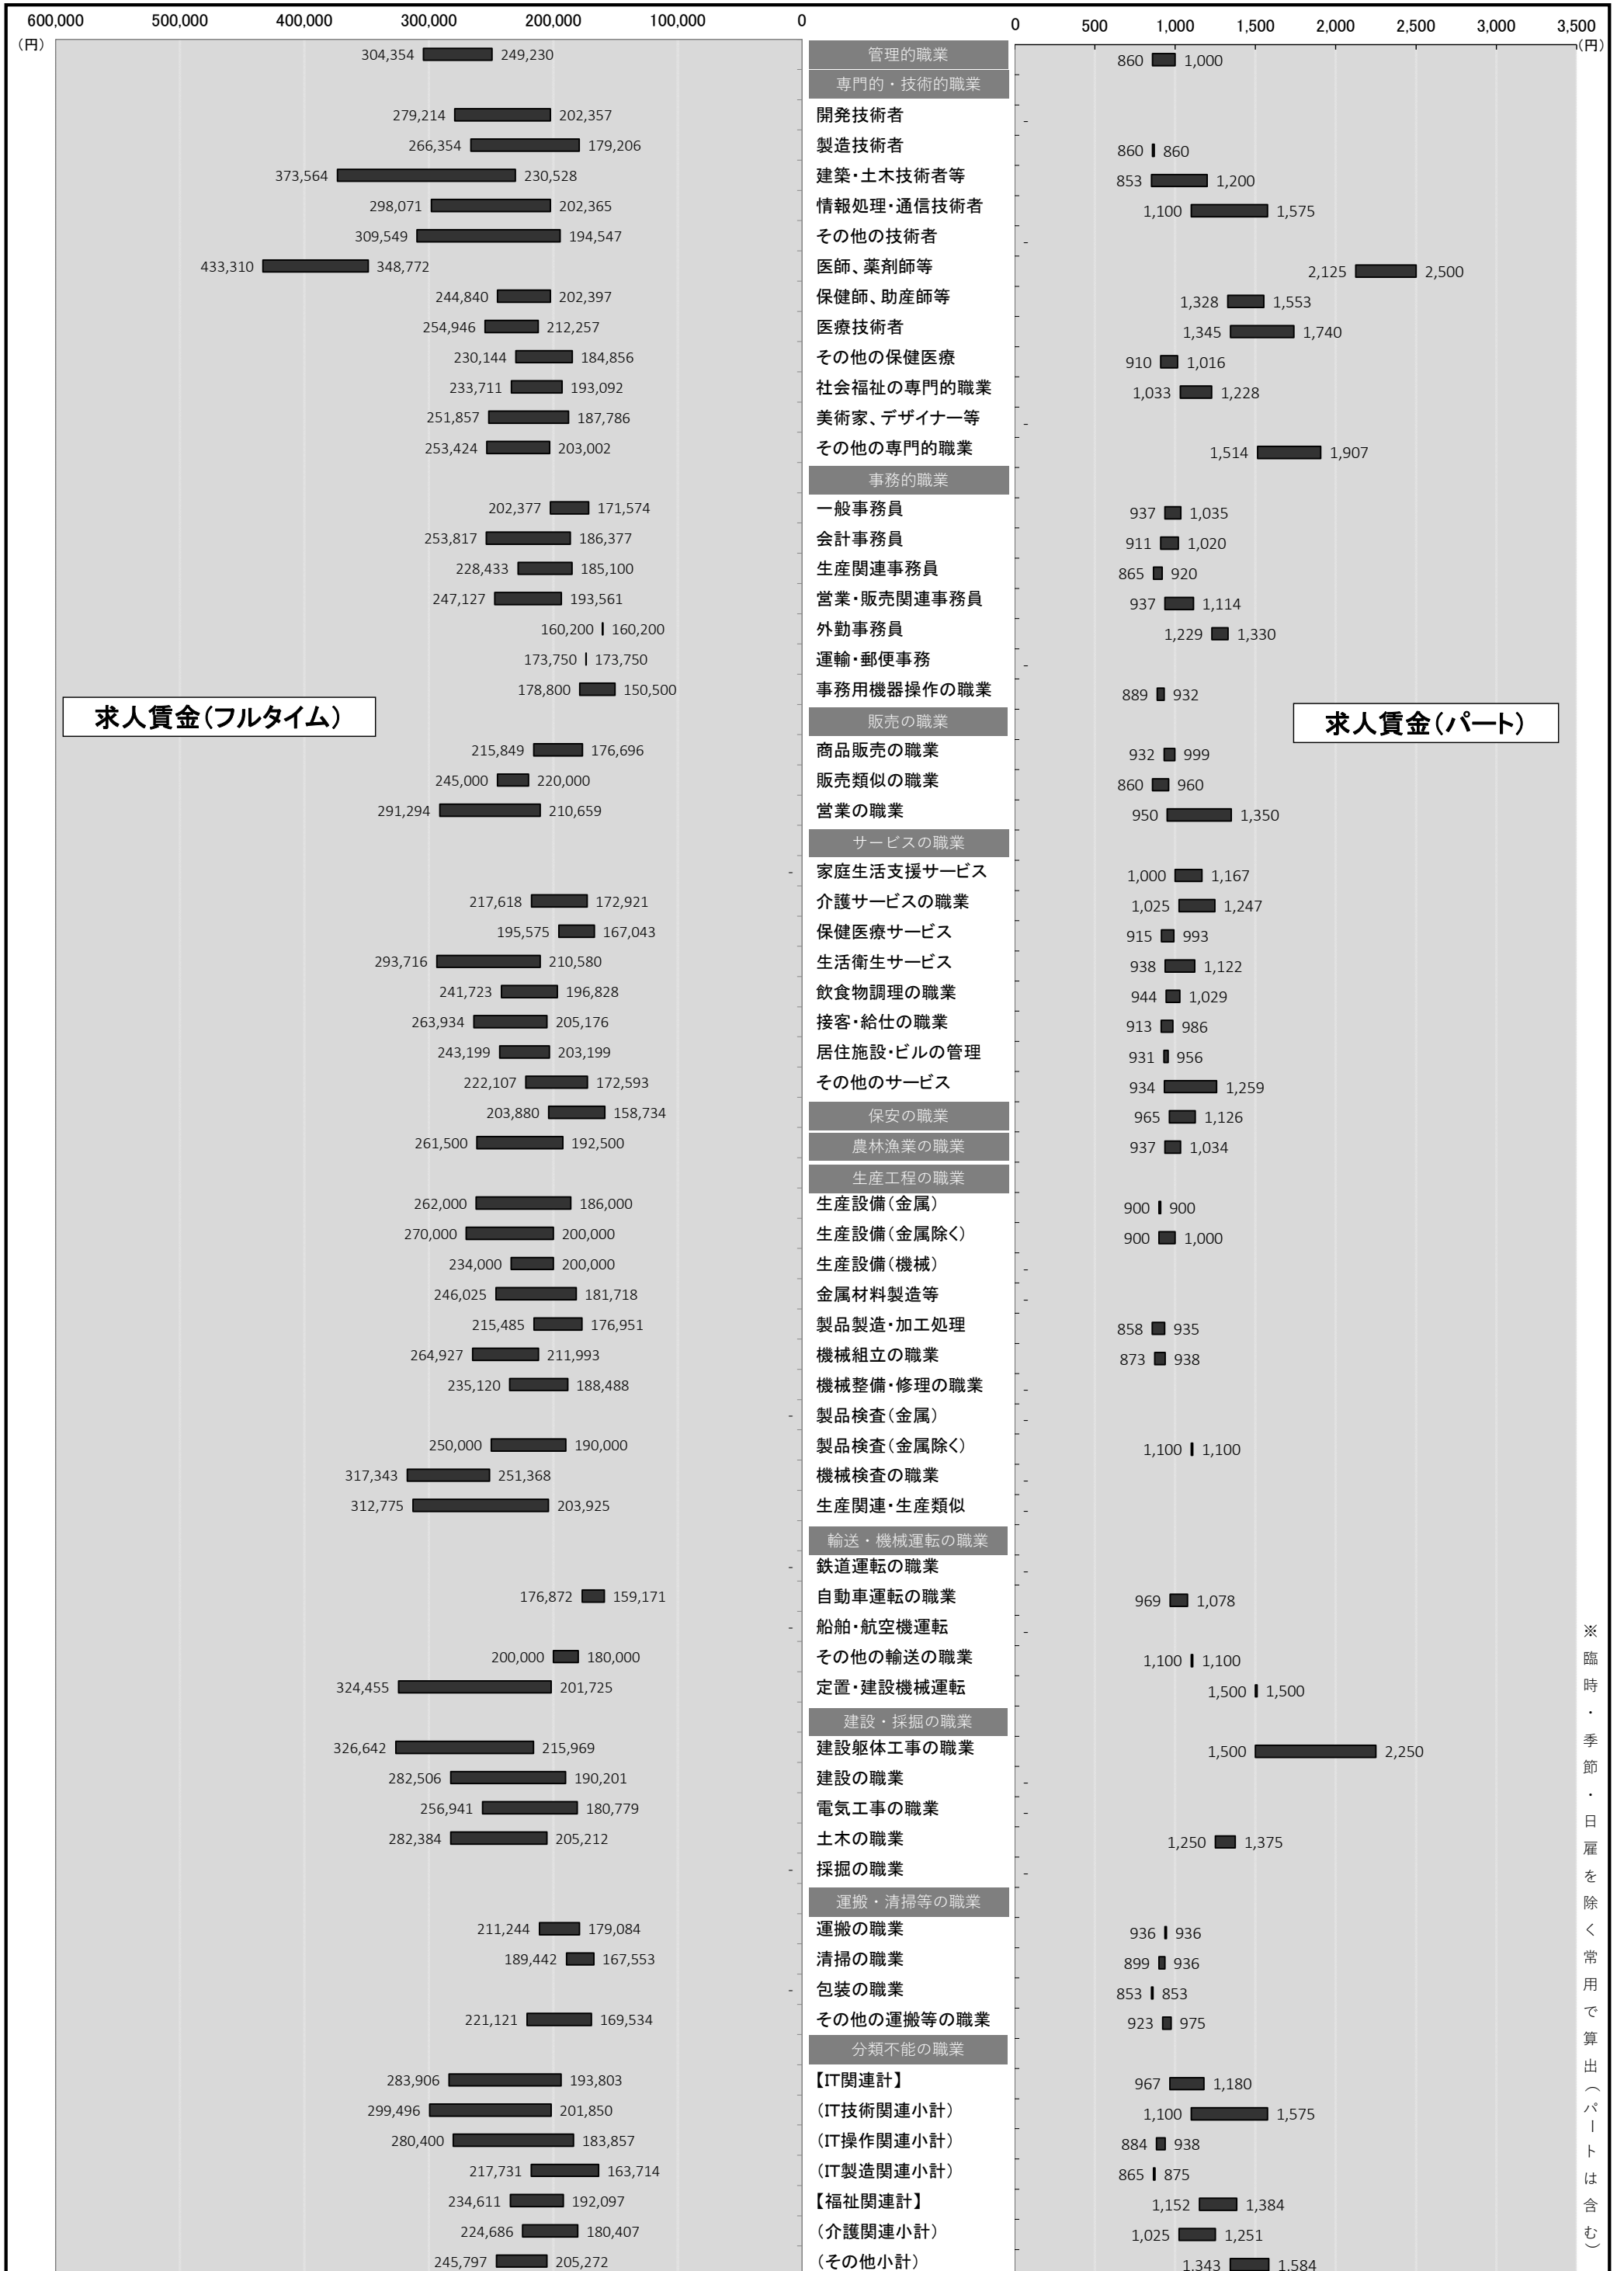 600,000 500,000 400,000 300,000 200,000 100,000 0 0 500 1,000 1,500 2,000 2,500 3,000 3,500
(円) (円)
304,354 249,230 管理的職業 860 1,000
専門的・技術的職業
279,214 202,357 開発技術者 -
266,354 179,206 製造技術者 860 860
373,564 230,528 建築・土木技術者等 853 1,200
298,071 202,365 情報処理・通信技術者 1,100 1,575
309,549 194,547 その他の技術者 -
433,310 348,772 医師、薬剤師等 2,125 2,500
244,840 202,397 保健師、助産師等 1,328 1,553
254,946 212,257 医療技術者 1,345 1,740
230,144 184,856 その他の保健医療 910 1,016
233,711 193,092 社会福祉の専門的職業 1,033 1,228
251,857 187,786 美術家、デザイナー等 -
253,424 203,002 その他の専門的職業 1,514 1,907
事務的職業
202,377 171,574 一般事務員 937 1,035
253,817 186,377 会計事務員 911 1,020
228,433 185,100 生産関連事務員 865 920
247,127 193,561 営業・販売関連事務員 937 1,114
160,200 160,200 外勤事務員 1,229 1,330
173,750 173,750 運輸・郵便事務 -
178,800 150,500 事務用機器操作の職業 889 932
求人賃金(フルタイム) 販売の職業 求人賃金(パート)
215,849 176,696 商品販売の職業 932 999
245,000 220,000 販売類似の職業 860 960
291,294 210,659 営業の職業 950 1,350
サービスの職業
- 家庭生活支援サービス 1,000 1,167
217,618 172,921 介護サービスの職業 1,025 1,247
195,575 167,043 保健医療サービス 915 993
293,716 210,580 生活衛生サービス 938 1,122
241,723 196,828 飲食物調理の職業 944 1,029
263,934 205,176 接客・給仕の職業 913 986
243,199 203,199 居住施設・ビルの管理 931 956
222,107 172,593 その他のサービス 934 1,259
203,880 158,734 保安の職業 965 1,126
261,500 192,500 農林漁業の職業 937 1,034
生産工程の職業
262,000 186,000 生産設備(金属) 900 900
270,000 200,000 生産設備(金属除く) 900 1,000
234,000 200,000 生産設備(機械) -
246,025 181,718 金属材料製造等 -
215,485 176,951 製品製造・加工処理 858 935
264,927 211,993 機械組立の職業 873 938
235,120 188,488 機械整備・修理の職業 -
- 製品検査(金属) -
250,000 190,000 製品検査(金属除く) 1,100 1,100
317,343 251,368 機械検査の職業 -
312,775 203,925 生産関連・生産類似 -
輸送・機械運転の職業
- 鉄道運転の職業 -
176,872 159,171 自動車運転の職業 969 1,078
- 船舶・航空機運転 -
200,000 180,000 その他の輸送の職業 1,100 1,100
324,455 201,725 定置・建設機械運転 1,500 1,500
建設・採掘の職業
326,642 215,969 建設躯体工事の職業 1,500 2,250
282,506 190,201 建設の職業 -
256,941 180,779 電気工事の職業 -
282,384 205,212 土木の職業 1,250 1,375
- 採掘の職業 -
運搬・清掃等の職業
211,244 179,084 運搬の職業 936 936
189,442 167,553 清掃の職業 899 936
- 包装の職業 853 853
221,121 169,534 その他の運搬等の職業 923 975
分類不能の職業
283,906 193,803 【IT関連計】 967 1,180
299,496 201,850 (IT技術関連小計) 1,100 1,575
280,400 183,857 (IT操作関連小計) 884 938
217,731 163,714 (IT製造関連小計) 865 875
234,611 192,097 【福祉関連計】 1,152 1,384
224,686 180,407 (介護関連小計) 1,025 1,251
245,797 205,272 (その他小計) 1,343 1,584
※臨時・季節・日雇を除く常用で算出(パートは含む)